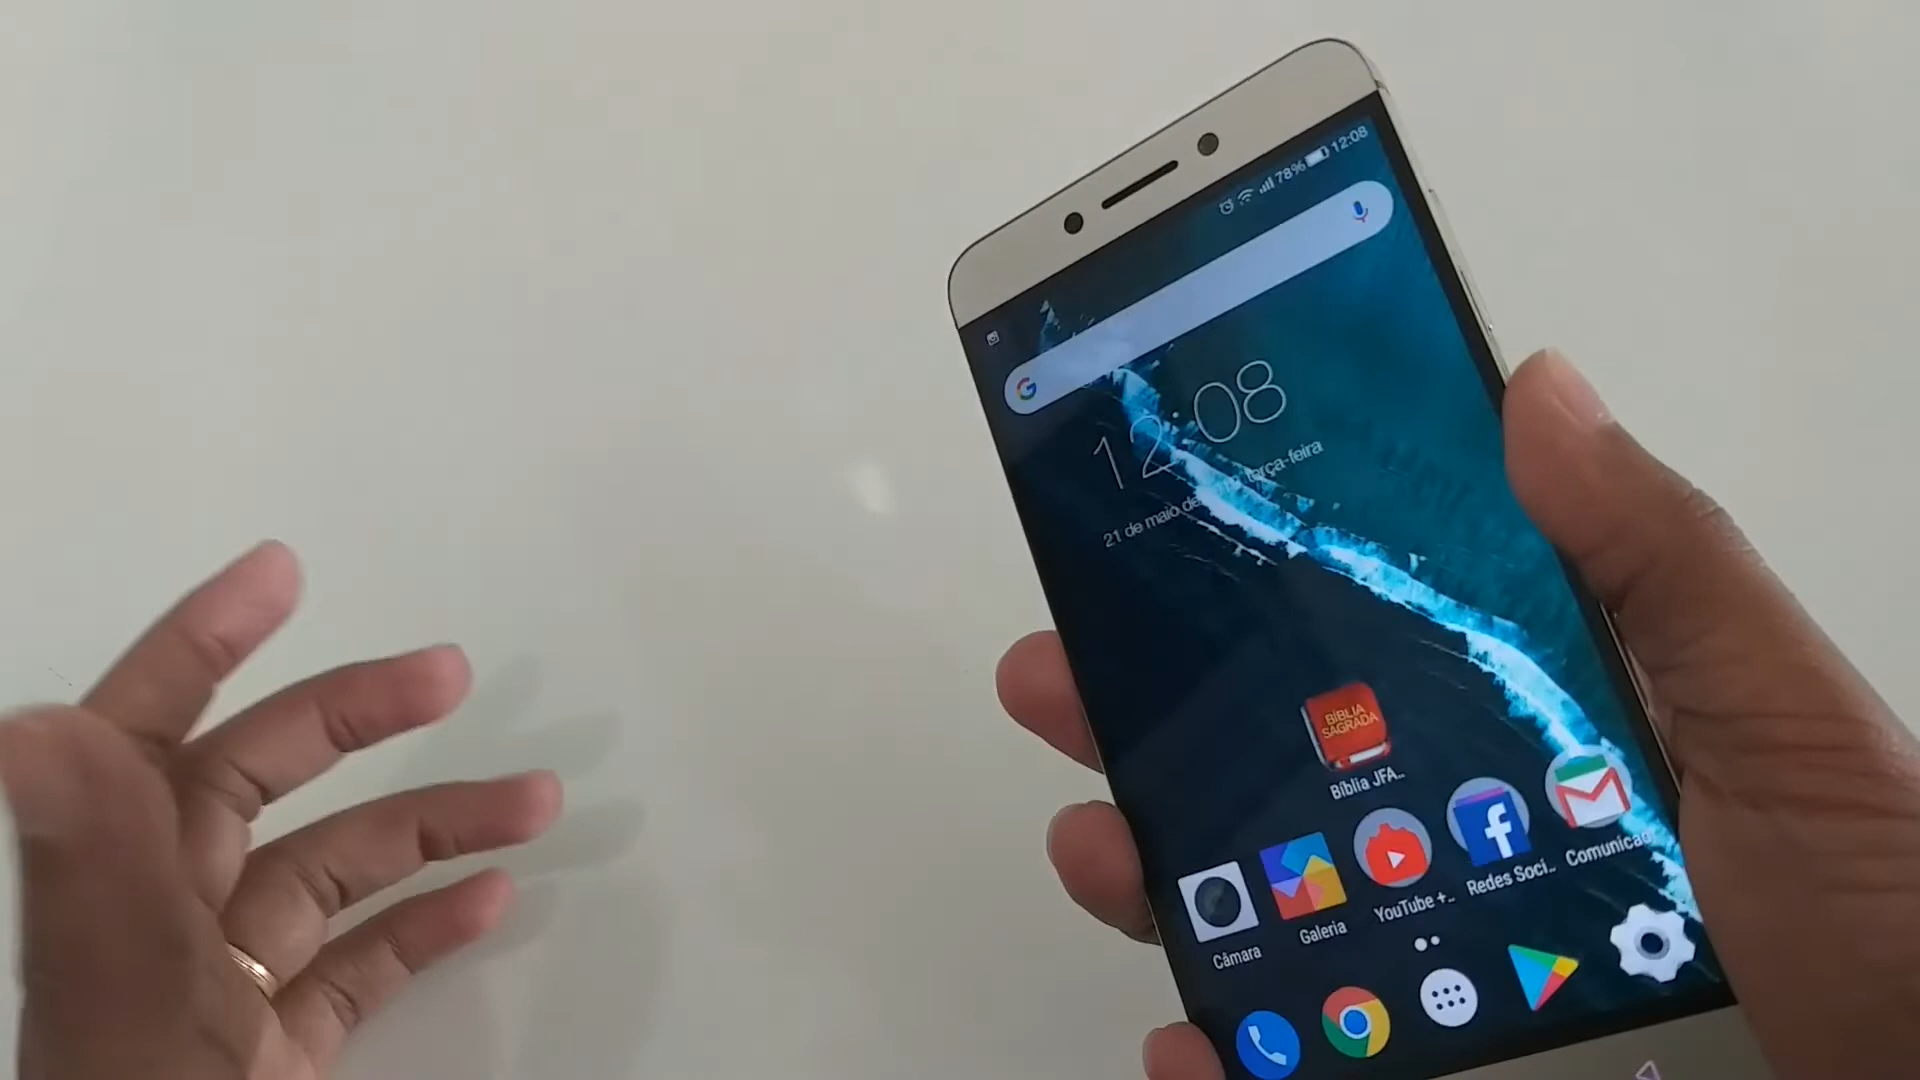 78% 12:08
12:08
21 de maio de terça-feira
BÍBLIA
SAGRADA
Bíblia JFA..
Câmara
Galeria
YouTube +..
Redes Soci..
Comunicaç